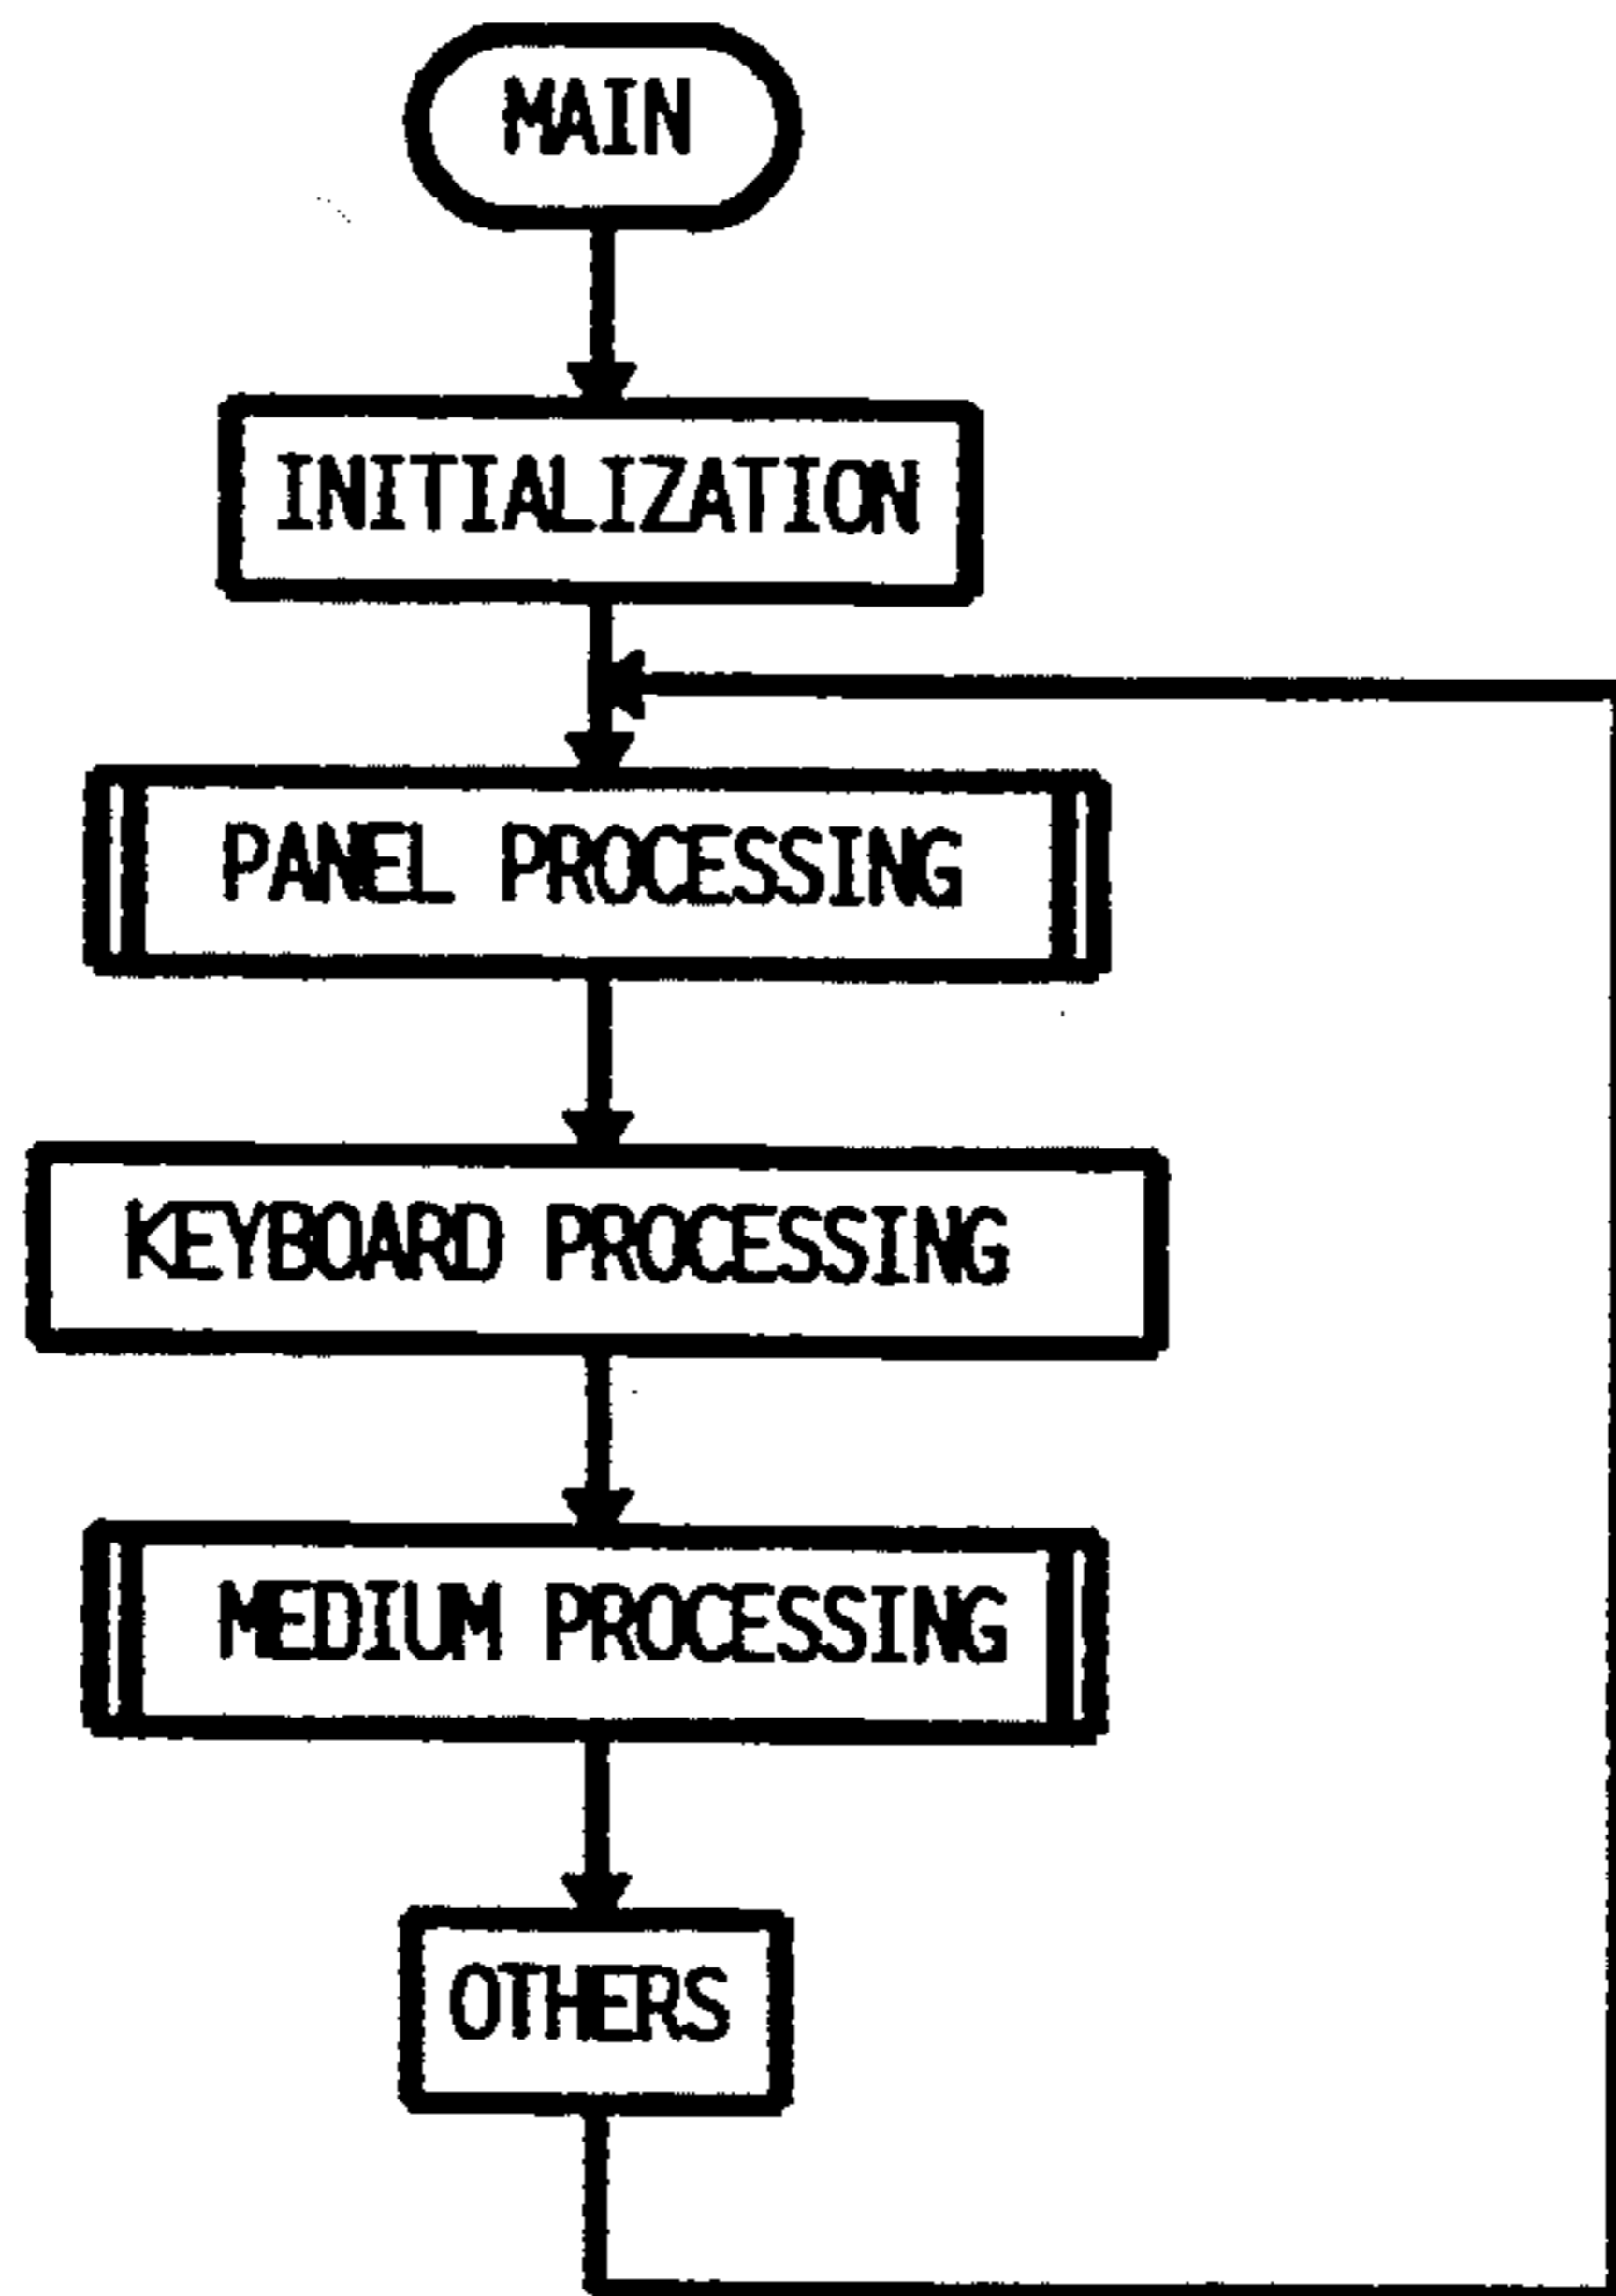 MAIN
INITIALIZATION
PANEL PROCESSING
KEYBOARD PROCESSING
MEDIUM PROCESSING
OTHERS